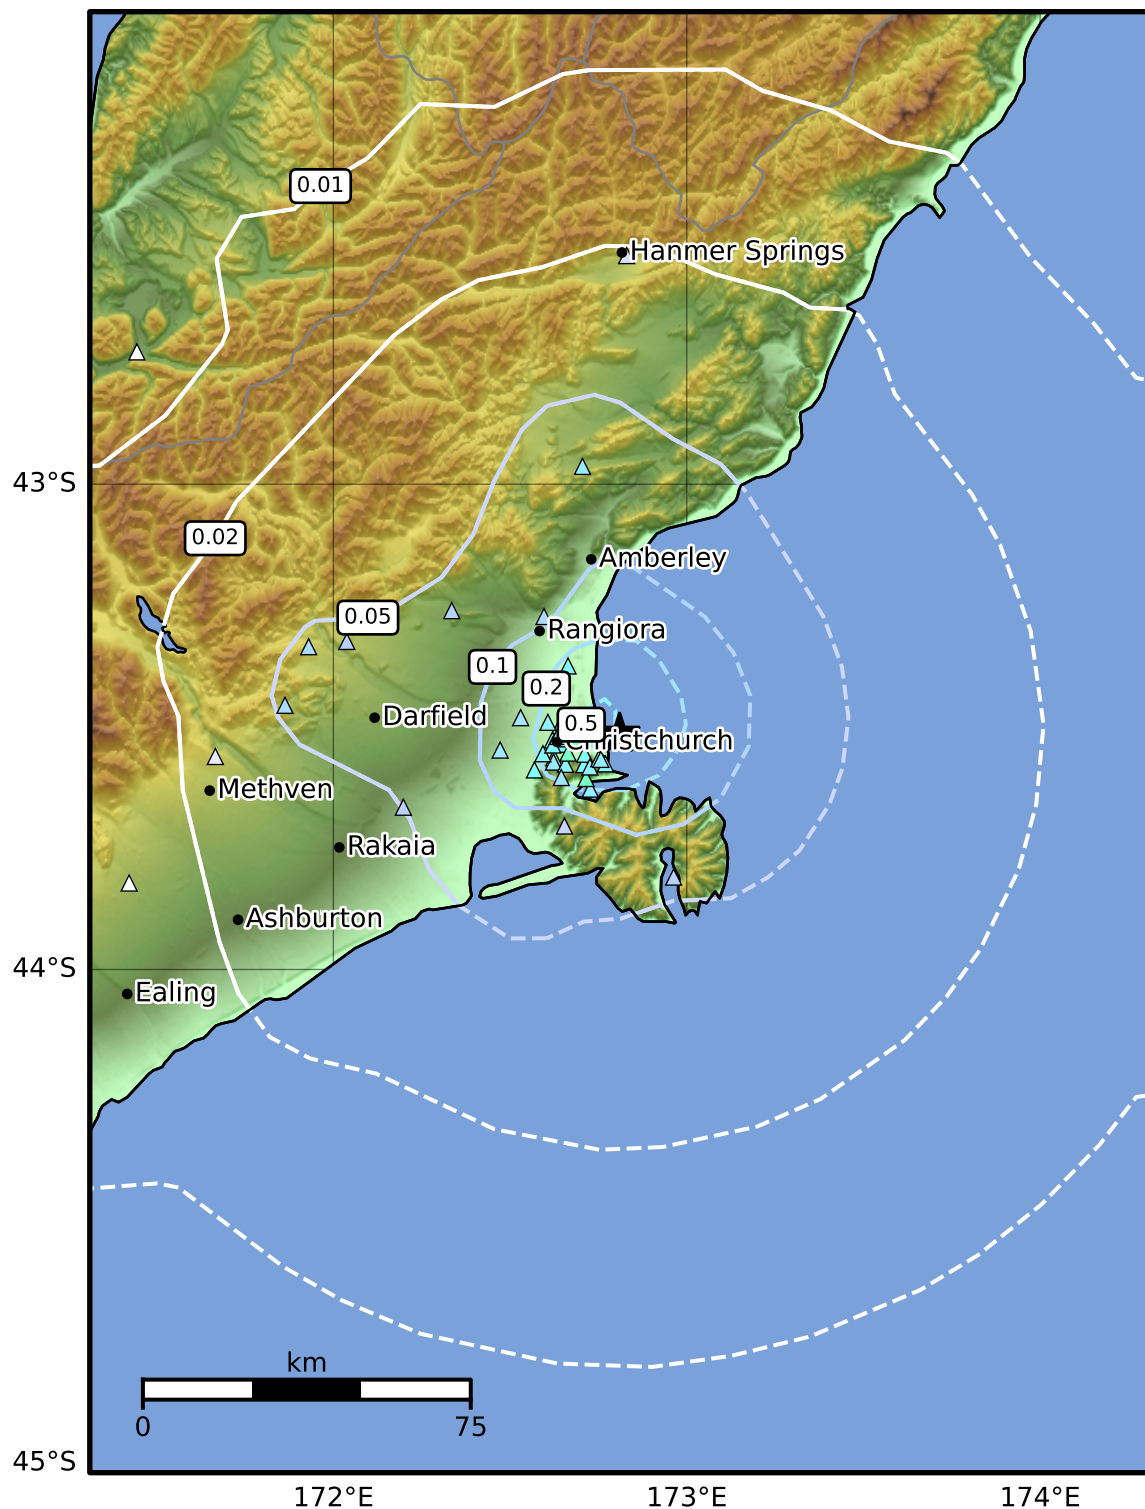 0.01
Hanmer Springs
43°S
0.02
Amberley
0.05
Rangiora
0.1
0.2
Darfield
0.5
Christchurch
Methven
Rakaia
Ashburton
44°S
Ealing
km
0
75
45°S
172°E
173°E
174°E